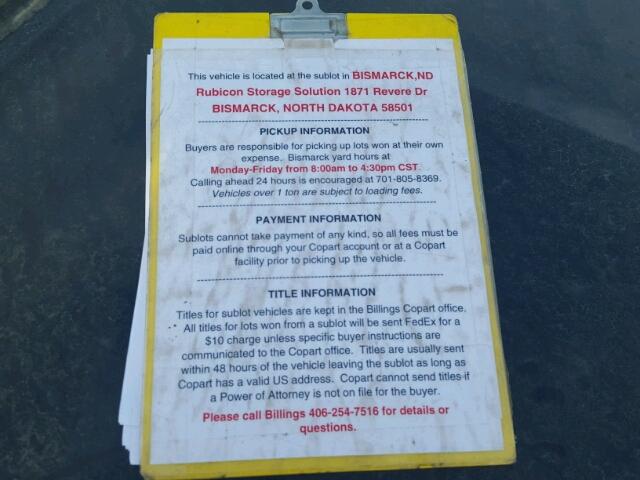 This vehicle is located at the sublot in BISMARCK,ND
Rubicon Storage Solution 1871 Revere Dr
BISMARCK, NORTH DAKOTA 58501
PICKUP INFORMATION
Buyers are responsible for picking up lots won at their own
expense. Bismarck yard hours at
Monday-Friday from 8:00am to 4:30pm CST.
Calling ahead 24 hours is encouraged at 701-805-8369.
Vehicles over 1 ton are subject to loading fees.
PAYMENT INFORMATION
Sublots cannot take payment of any kind, so all fees must be
paid online through your Copart account or at a Copart
facility prior to picking up the vehicle.
TITLE INFORMATION
Titles for sublot vehicles are kept in the Billings Copart office.
All titles for lots won from a sublot will be sent FedEx for a
$10 charge unless specific buyer instructions are
communicated to the Copart office. Titles are usually sent
within 48 hours of the vehicle leaving the sublot as long as
Copart has a valid US address. Copart cannot send titles if
a Power of Attorney is not on file for the buyer.
Please call Billings 406-254-7516 for details or
questions.